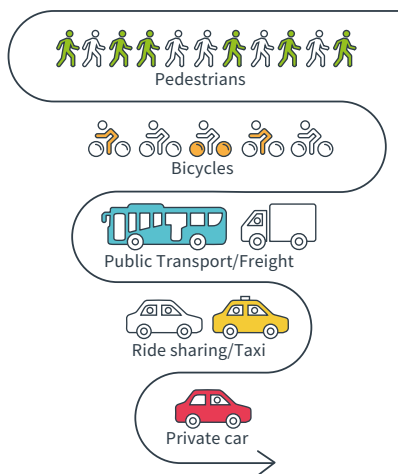 Pedestrians
Bicycles
Public Transport/Freight
Ride sharing/Taxi
Private car